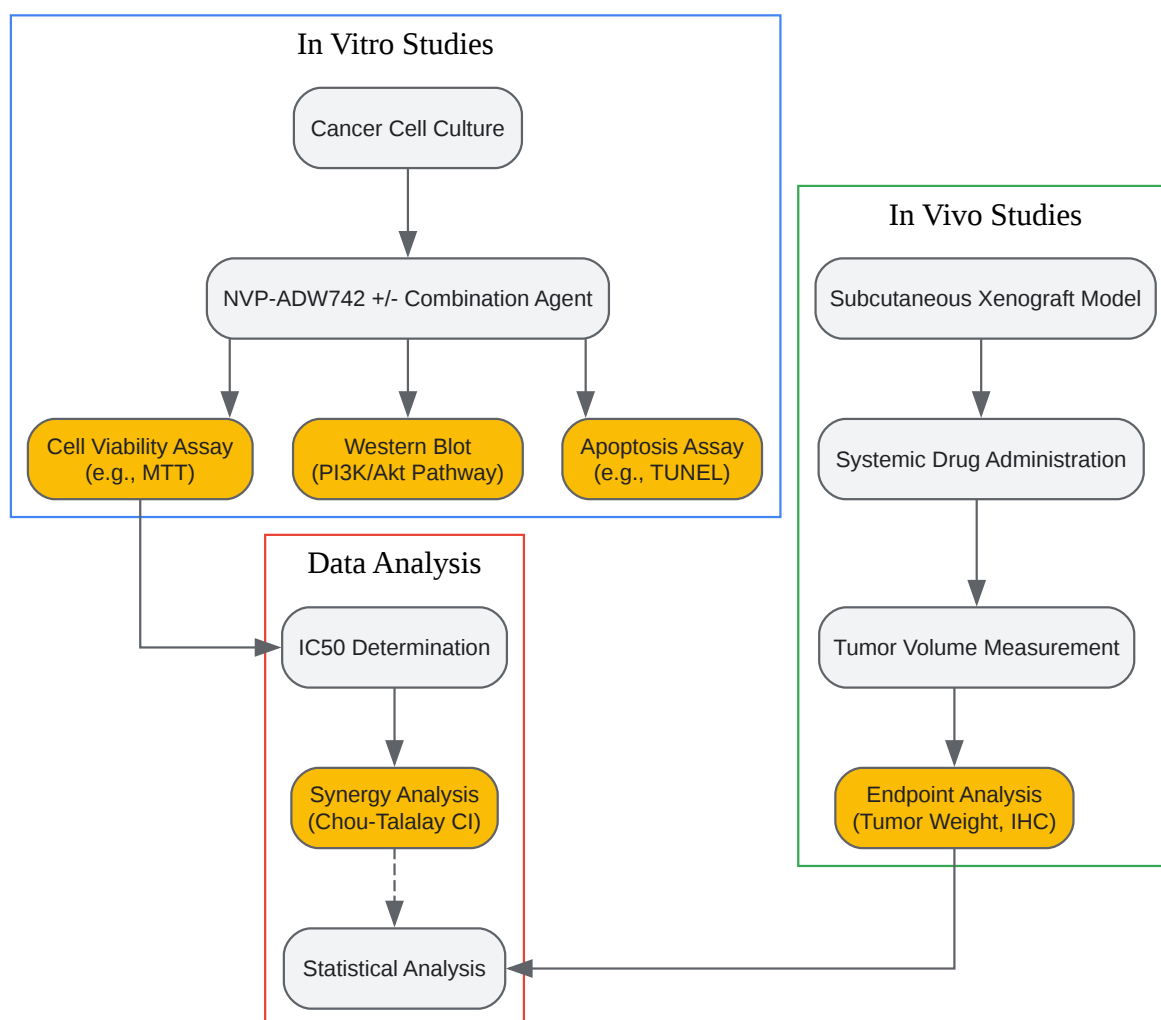 In Vitro Studies
Cancer Cell Culture
NVP-ADW742 +/- Combination Agent
Cell Viability Assay
(e.g., MTT)
Western Blot
(PI3K/Akt Pathway)
Apoptosis Assay
(e.g., TUNEL)
In Vivo Studies
Subcutaneous Xenograft Model
Systemic Drug Administration
Tumor Volume Measurement
Endpoint Analysis
(Tumor Weight, IHC)
Data Analysis
IC50 Determination
Synergy Analysis
(Chou-Talalay CI)
Statistical Analysis